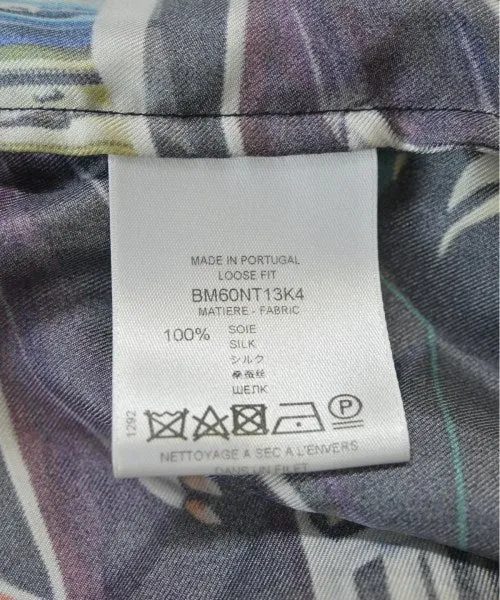 MADE IN PORTUGAL
LOOSE FIT
BM60NT13K4
MATIERE - FABRIC
100% SOIE
SILK
シルク
桑蚕丝
ШЕЛК
1292
P
NETTOYAGE A SEC A L'ENVERS
DANS UN FILET